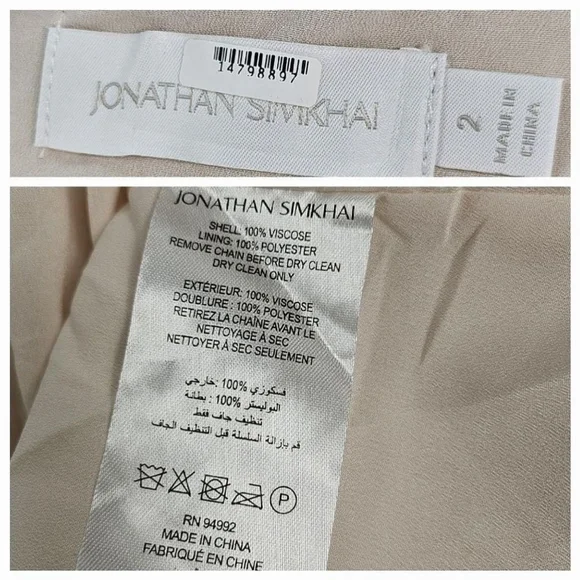 14798897
JONATHAN SIMKHAI
2
MADE IN
CHINA
JONATHAN SIMKHAI
SHELL: 100% VISCOSE
LINING: 100% POLYESTER
REMOVE CHAIN BEFORE DRY CLEAN
DRY CLEAN ONLY
EXTÉRIEUR: 100% VISCOSE
DOUBLURE : 100% POLYESTER
RETIREZ LA CHAÎNE AVANT LE
NETTOYAGE À SEC
NETTOYER À SEC SEULEMENT
فسكوزي %100: خارجي
البوليستر %100 : بطانة
تنظيف جاف فقط
قم بإزالة السلسلة قبل التنظيف الجاف
P
RN 94992
MADE IN CHINA
FABRIQUÉ EN CHINE